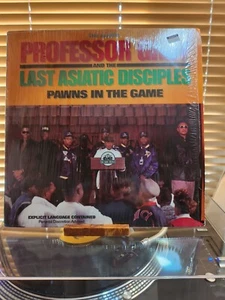 PROFESSOR
AND THE
LAST ASIATIC DISCIPLES
PAWNS IN THE GAME
EXPLICIT LANGUAGE CONTAINED